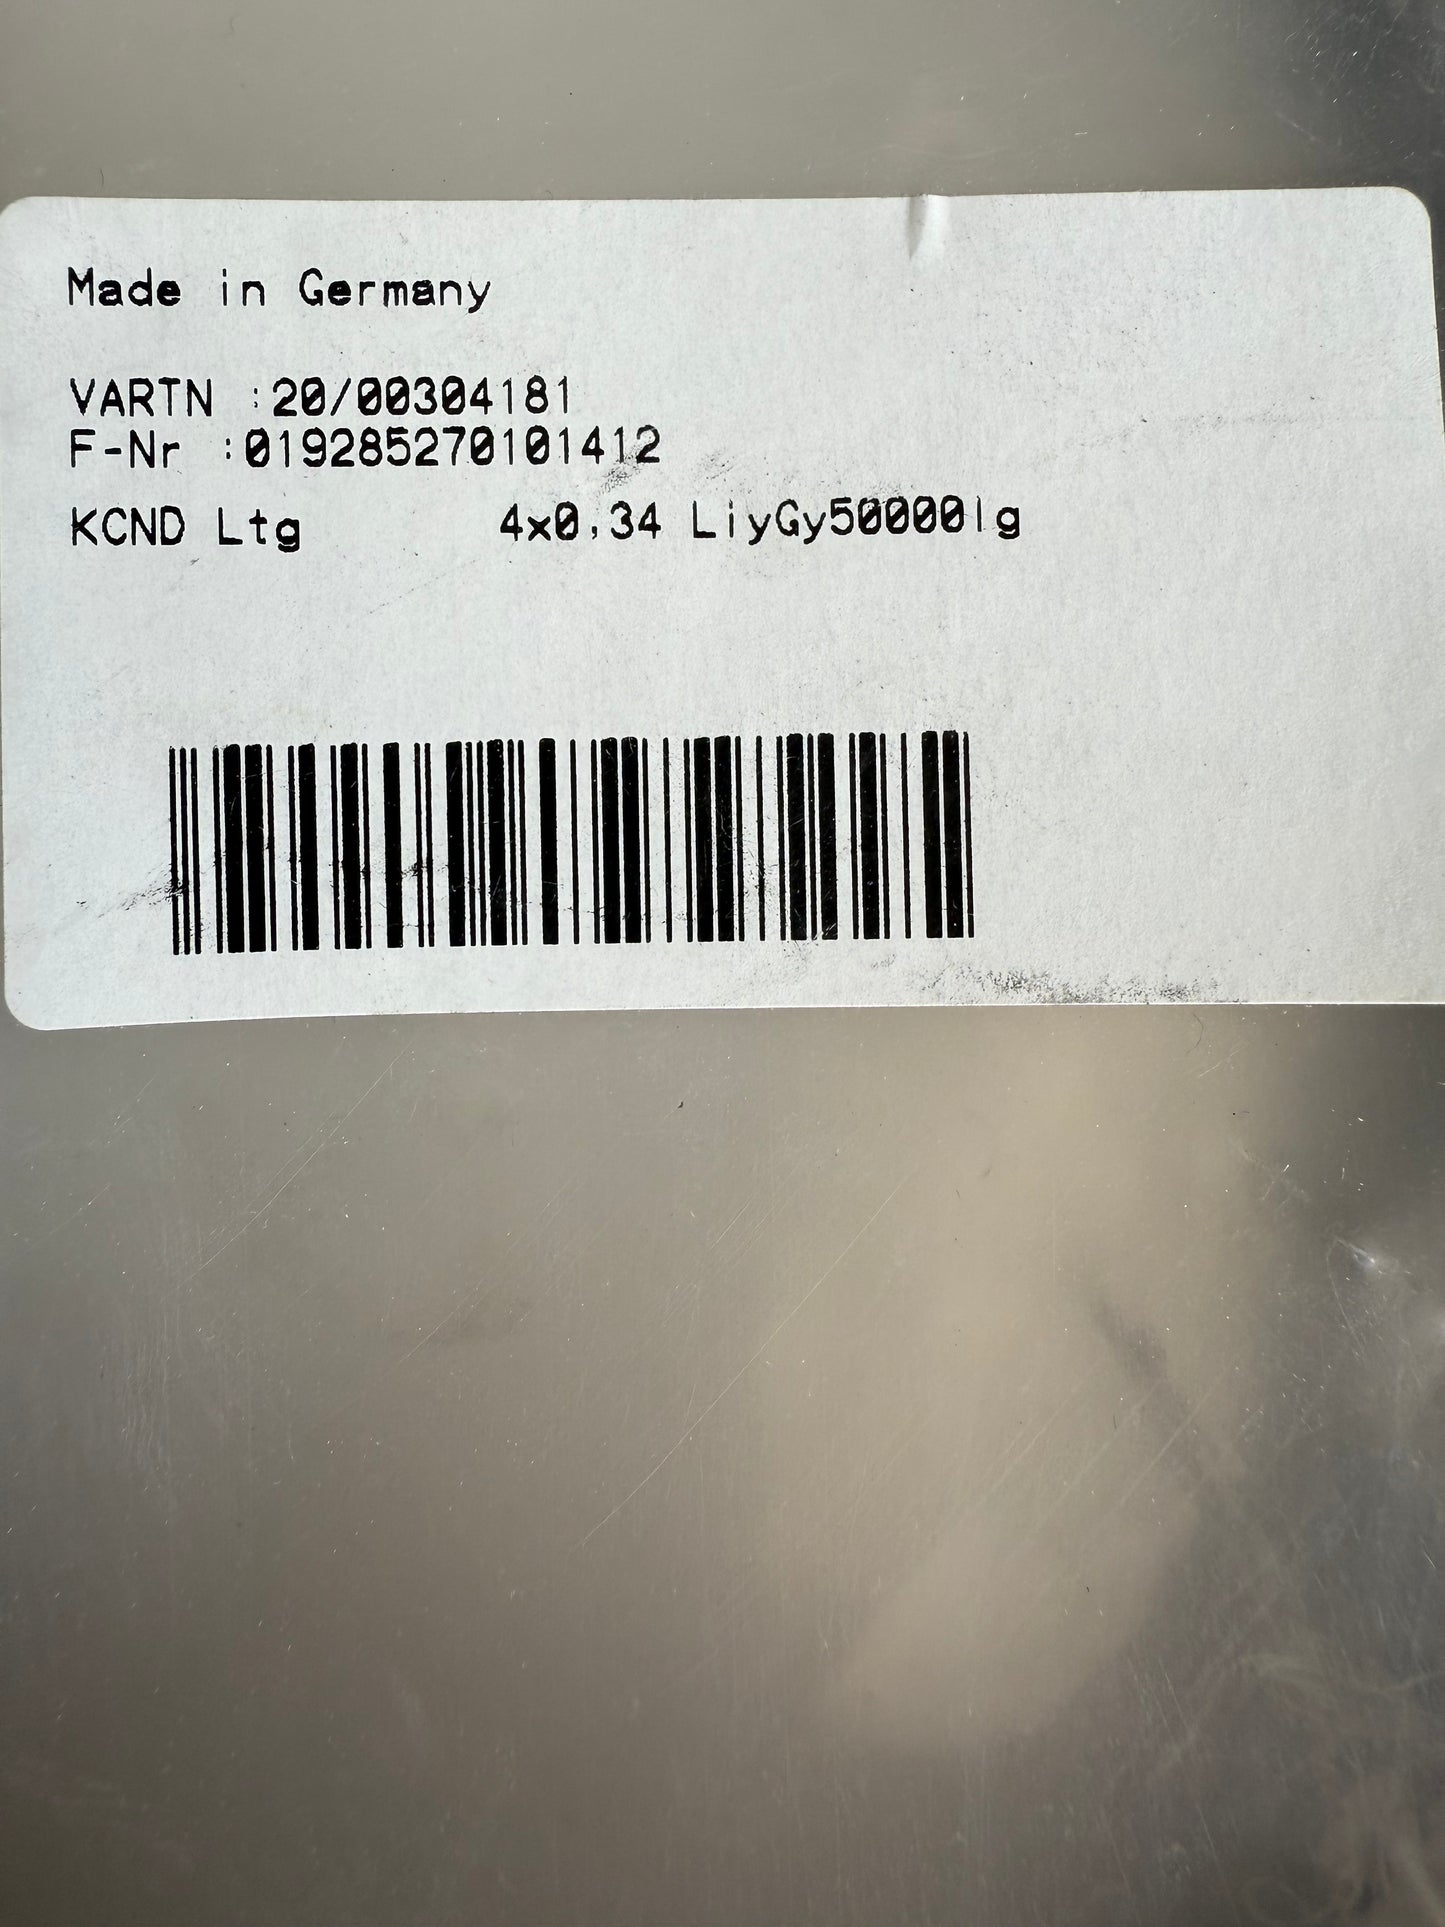 Made in Germany
VARTN :20/00304181
F-Nr :019285270101412
KCND Ltg 4x0,34 LiyGy50000lg